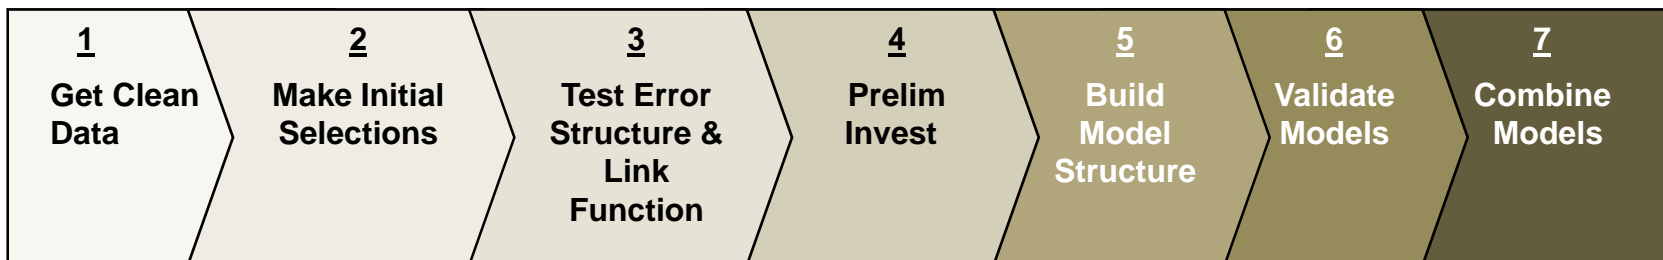 1
Get Clean
Data
2
Make Initial
Selections
3
Test Error
Structure &
Link
Function
4
Prelim
Invest
5
Build
Model
Structure
6
Validate
Models
7
Combine
Models